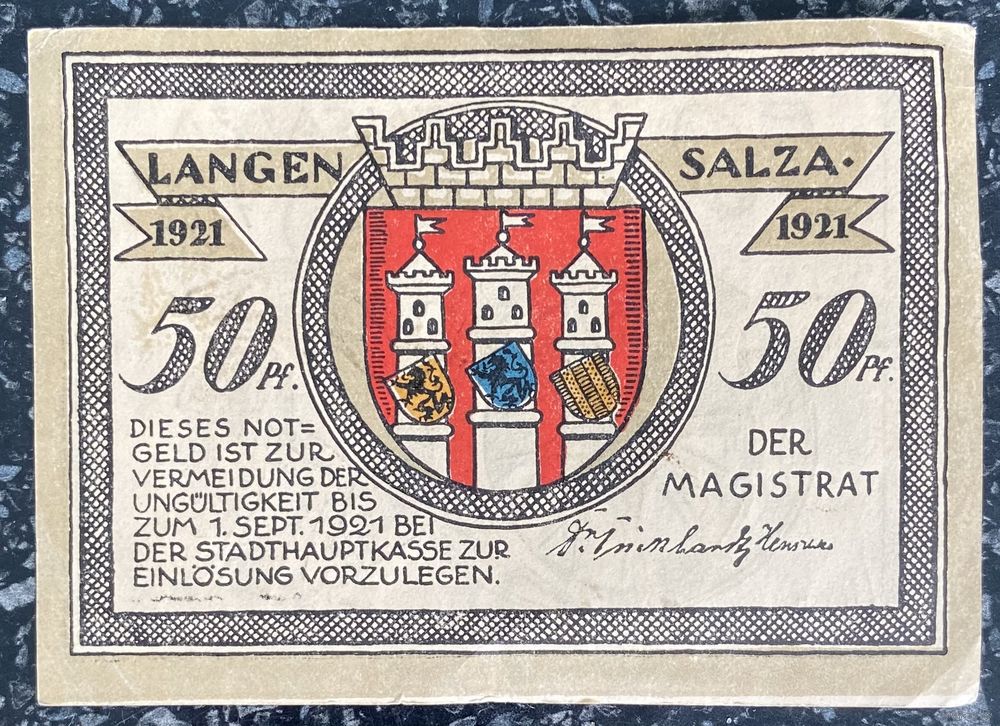 LANGEN SALZA·
1921 1921
50 Pf. 50 Pf.
DIESES NOT=
GELD IST ZUR
VERMEIDUNG DER
UNGÜLTIGKEIT BIS
ZUM 1. SEPT. 1921 BEI
DER STADTHAUPTKASSE ZUR
EINLÖSUNG VORZULEGEN.
DER
MAGISTRAT
Dr.